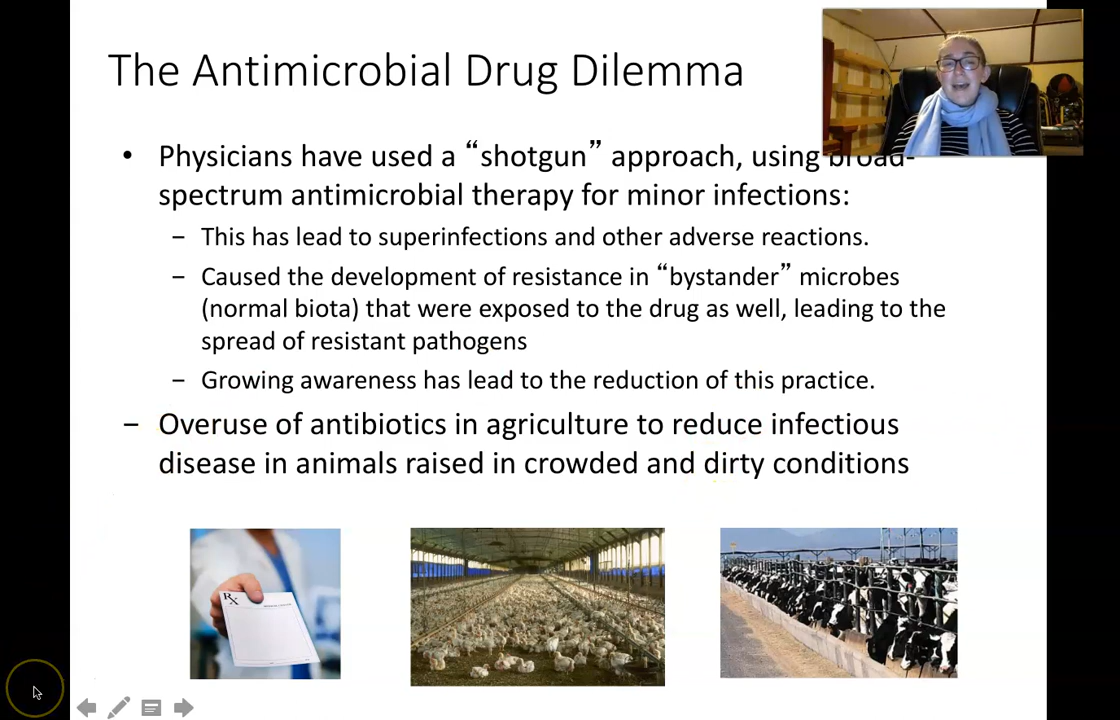 The Antimicrobial Drug Dilemma
• Physicians have used a “shotgun” approach, using broad-
spectrum antimicrobial therapy for minor infections:
– This has lead to superinfections and other adverse reactions.
– Caused the development of resistance in “bystander” microbes
(normal biota) that were exposed to the drug as well, leading to the
spread of resistant pathogens
– Growing awareness has lead to the reduction of this practice.
– Overuse of antibiotics in agriculture to reduce infectious
disease in animals raised in crowded and dirty conditions
Rx